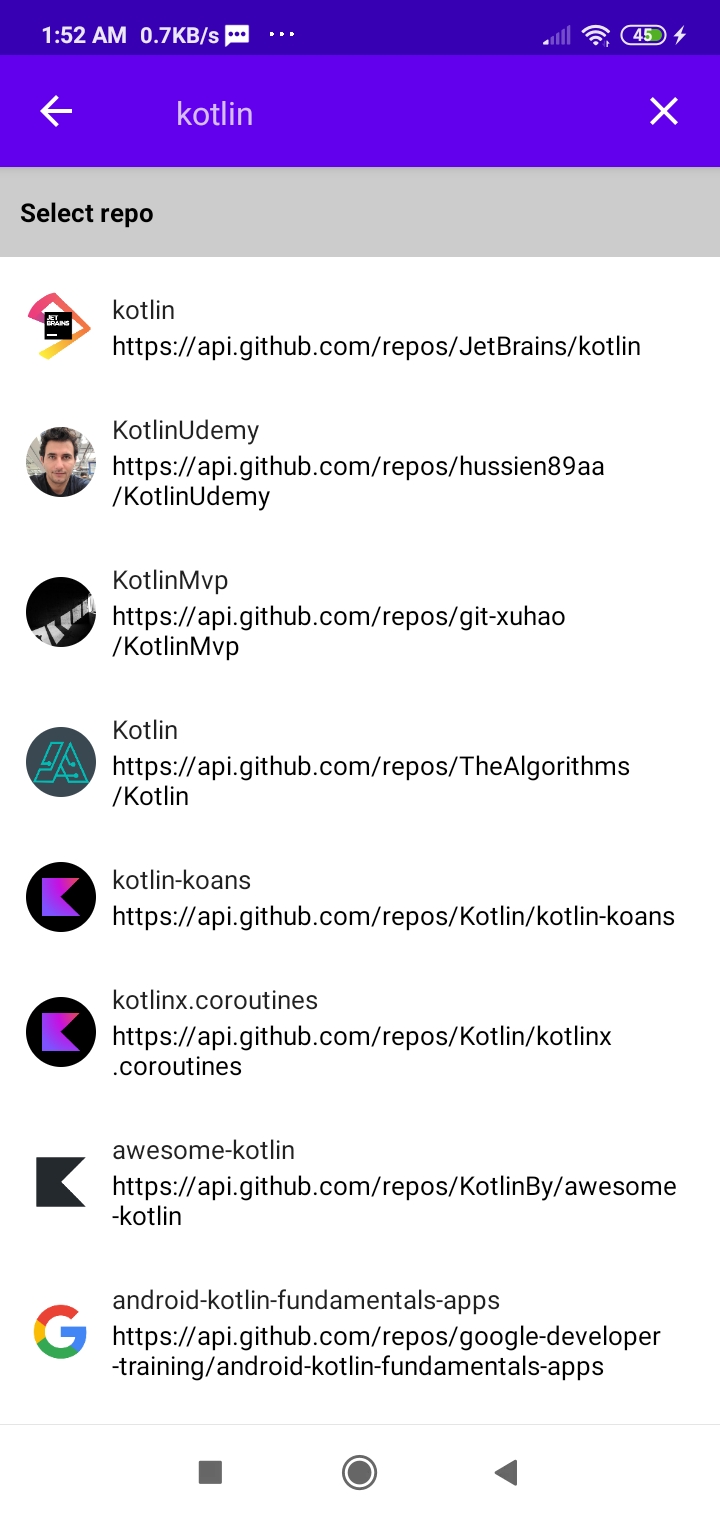 1:52 AM 0.7KB/s ... 45
kotlin
Select repo
JET
BRAINS
kotlin
https://api.github.com/repos/JetBrains/kotlin
KotlinUdemy
https://api.github.com/repos/hussien89aa
/KotlinUdemy
KotlinMvp
https://api.github.com/repos/git-xuhao
/KotlinMvp
Kotlin
https://api.github.com/repos/TheAlgorithms
/Kotlin
kotlin-koans
https://api.github.com/repos/Kotlin/kotlin-koans
kotlinx.coroutines
https://api.github.com/repos/Kotlin/kotlinx
.coroutines
awesome-kotlin
https://api.github.com/repos/KotlinBy/awesome
-kotlin
android-kotlin-fundamentals-apps
https://api.github.com/repos/google-developer
-training/android-kotlin-fundamentals-apps